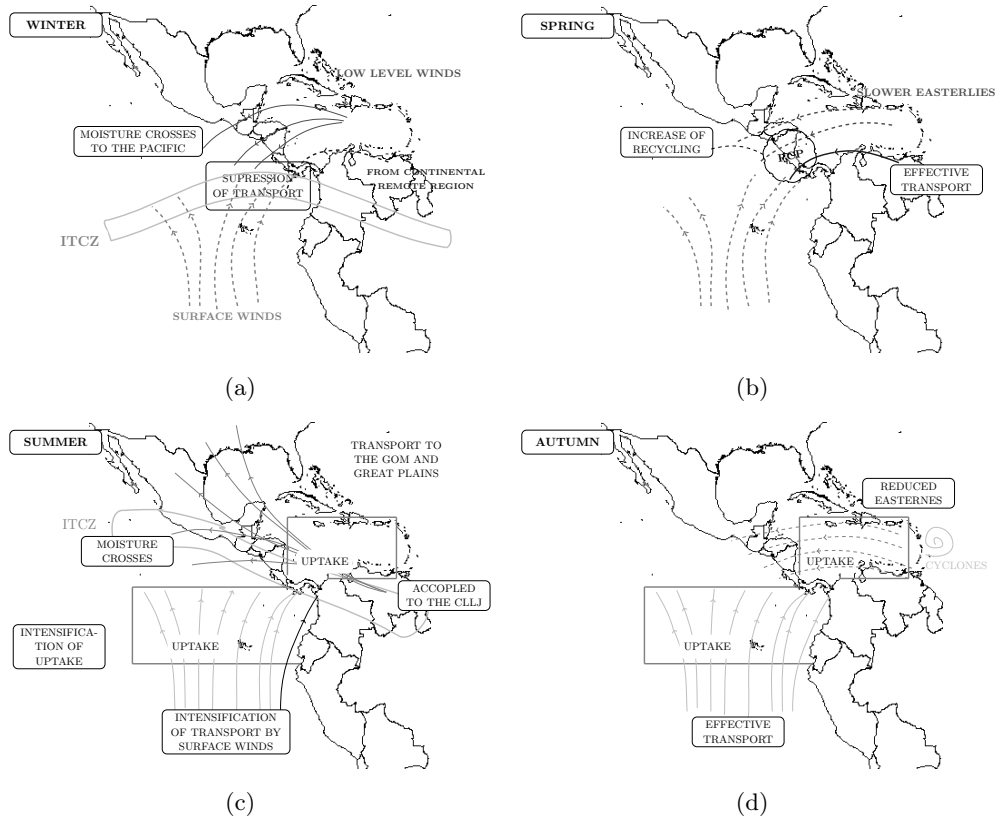 WINTER
LOW LEVEL WINDS
MOISTURE CROSSES
TO THE PACIFIC
SUPRESSION
OF TRANSPORT
FROM CONTINENTAL
REMOTE REGION
ITCZ
SURFACE WINDS
(a)
SPRING
SLOWER EASTERLIES
INCREASE OF
RECYCLING
RCP
EFFECTIVE
TRANSPORT
(b)
SUMMER
TRANSPORT TO
THE GOM AND
GREAT PLAINS
ITCZ
MOISTURE
CROSSES
UPTAKE
ACCOPLED
TO THE CLLJ
INTENSIFICA-
TION OF
UPTAKE
UPTAKE
INTENSIFICATION
OF TRANSPORT BY
SURFACE WINDS
(c)
AUTUMN
REDUCED
EASTERNES
UPTAKE
CYCLONES
UPTAKE
EFFECTIVE
TRANSPORT
(d)